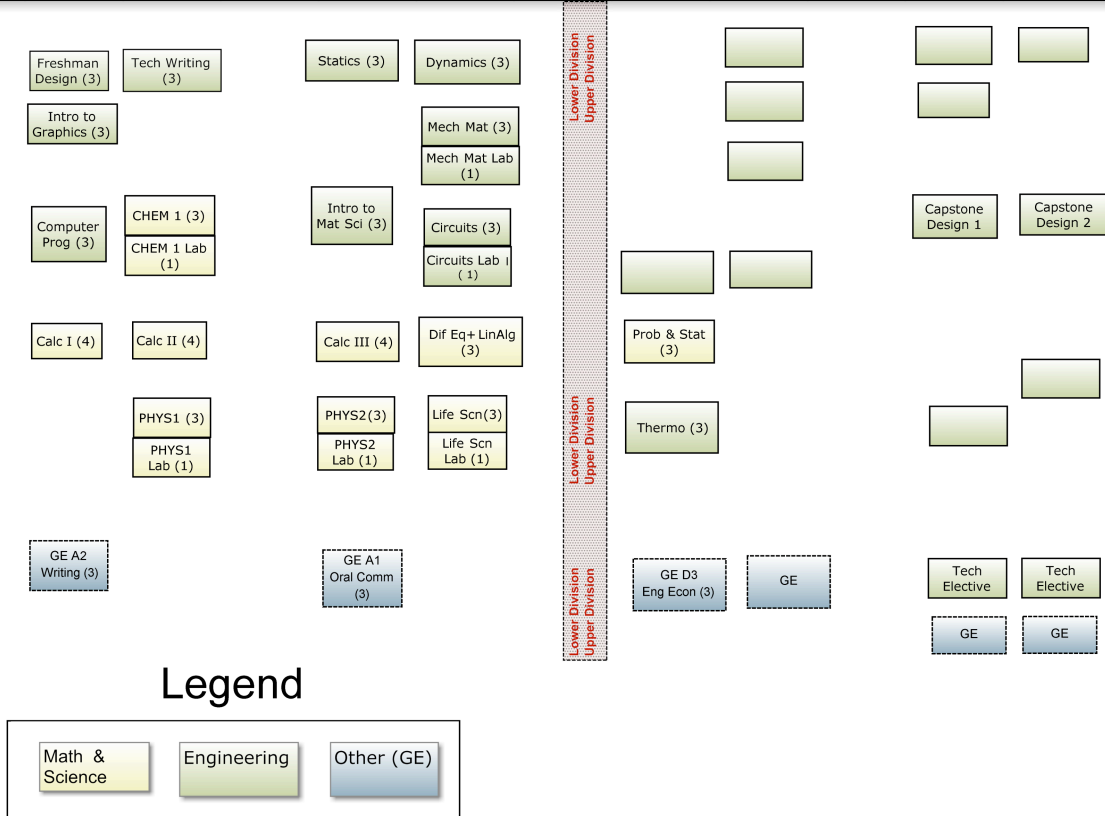 Freshman
Design (3)
Tech Writing
(3)
Intro to
Graphics (3)
Computer
Prog (3)
CHEM 1 (3)
CHEM 1 Lab
(1)
Calc I (4)
Calc II (4)
PHYS1 (3)
PHYS1
Lab (1)
GE A2
Writing (3)
Statics (3)
Dynamics (3)
Mech Mat (3)
Mech Mat Lab
(1)
Intro to
Mat Sci (3)
Circuits (3)
Circuits Lab I
( 1)
Calc III (4)
Dif Eq+ LinAlg
(3)
PHYS2(3)
PHYS2
Lab (1)
Life Scn(3)
Life Scn
Lab (1)
GE A1
Oral Comm
(3)
Lower Division
Upper Division
Lower Division
Upper Division
Lower Division
Upper Division
Prob & Stat
(3)
Thermo (3)
GE D3
Eng Econ (3)
GE
Capstone
Design 1
Capstone
Design 2
Tech
Elective
Tech
Elective
GE
GE
Legend
Math &
Science
Engineering
Other (GE)